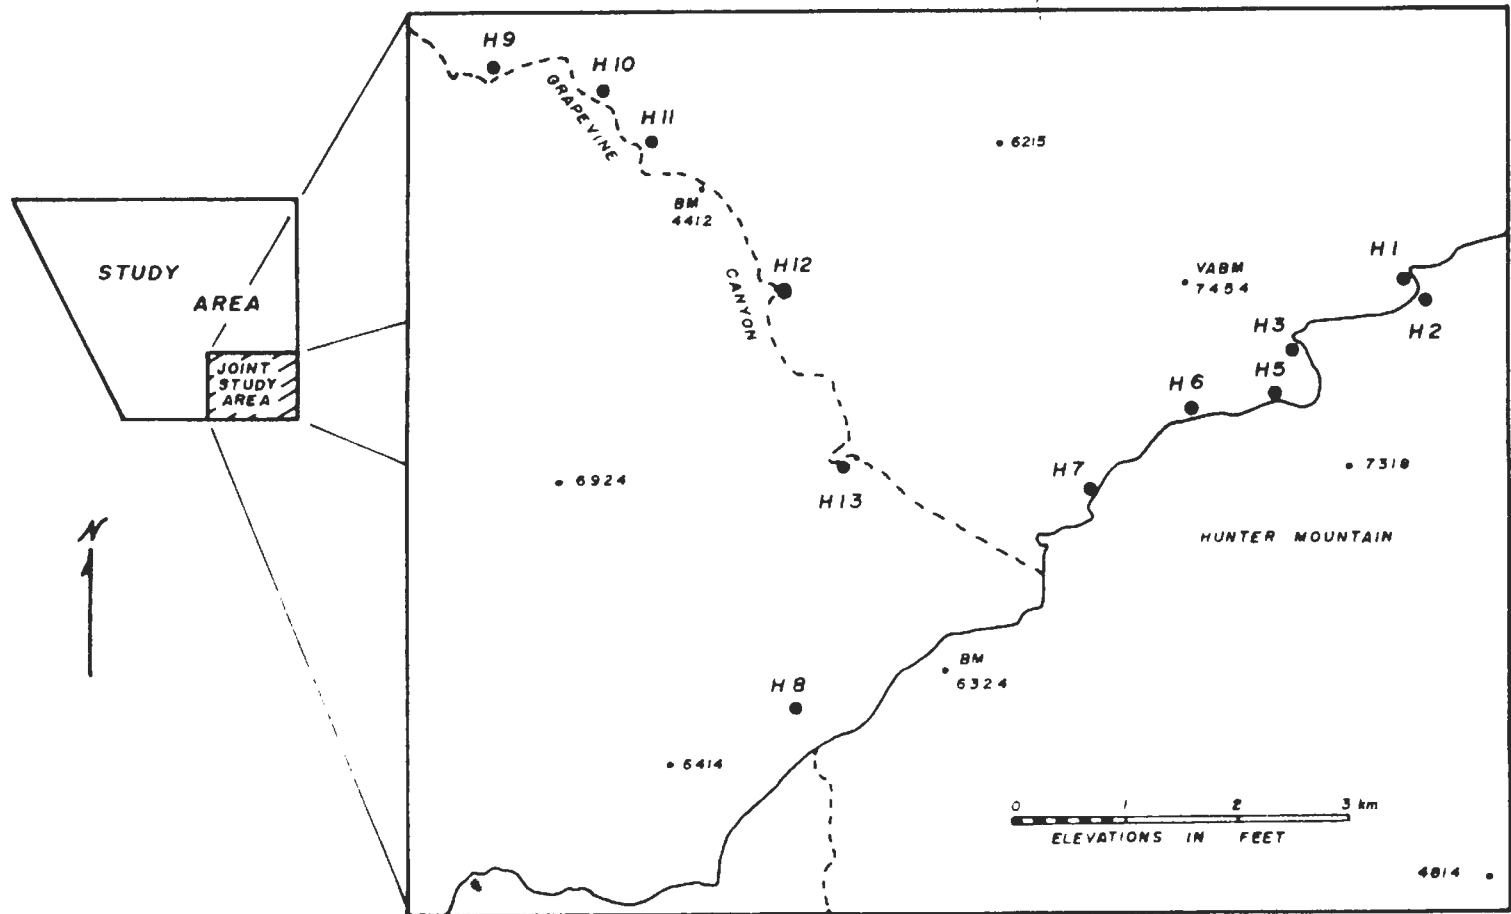 H9
H10
GRAPEVINE
H11
6215
BM
4412
STUDY
AREA
CANYON
H12
VABM
7454
H1
H2
H3
H5
H6
JOINT
STUDY
AREA
6924
H13
H7
7318
N
HUNTER MOUNTAIN
BM
6324
H8
6414
0 1 2 3 km
ELEVATIONS IN FEET
4814